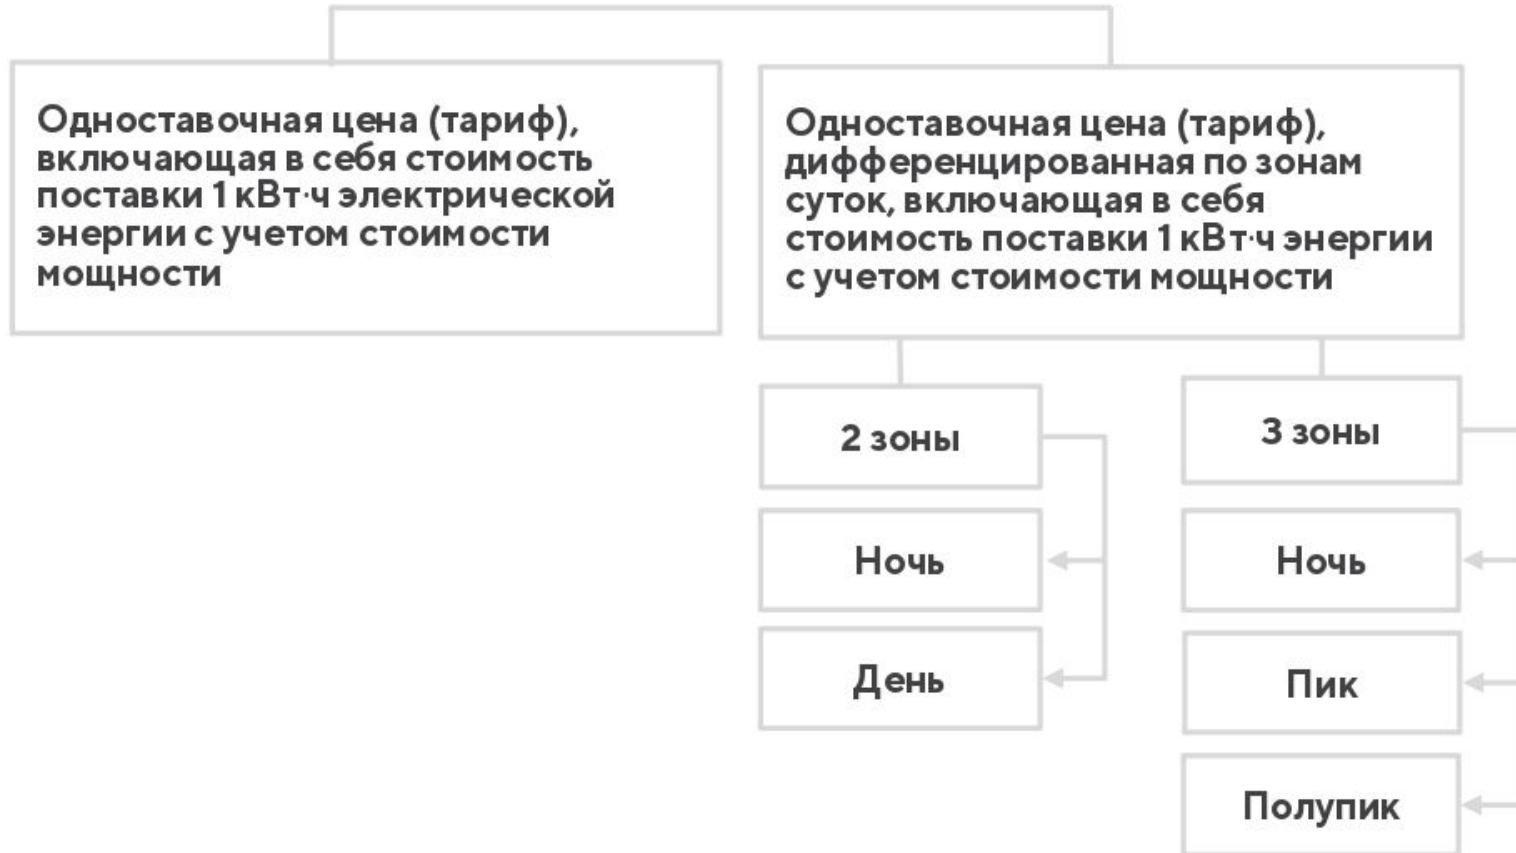 Одноставочная цена (тариф),
включающая в себя стоимость
поставки 1 кВт·ч электрической
энергии с учетом стоимости
мощности
Одноставочная цена (тариф),
дифференцированная по зонам
суток, включающая в себя
стоимость поставки 1 кВт·ч энергии
с учетом стоимости мощности
2 зоны
Ночь
День
3 зоны
Ночь
Пик
Полупик